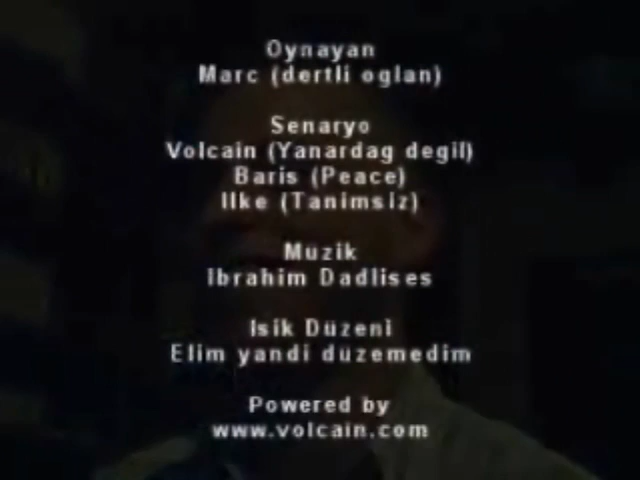 Oynayan
Marc (dertli oglan)
Senaryo
Volcain (Yanardag degil)
Baris (Peace)
Ilke (Tanimsiz)
Muzik
Ibrahim Dadlises
Isik Düzeni
Elim yandi düzemedim
Powered by
www.volcain.com